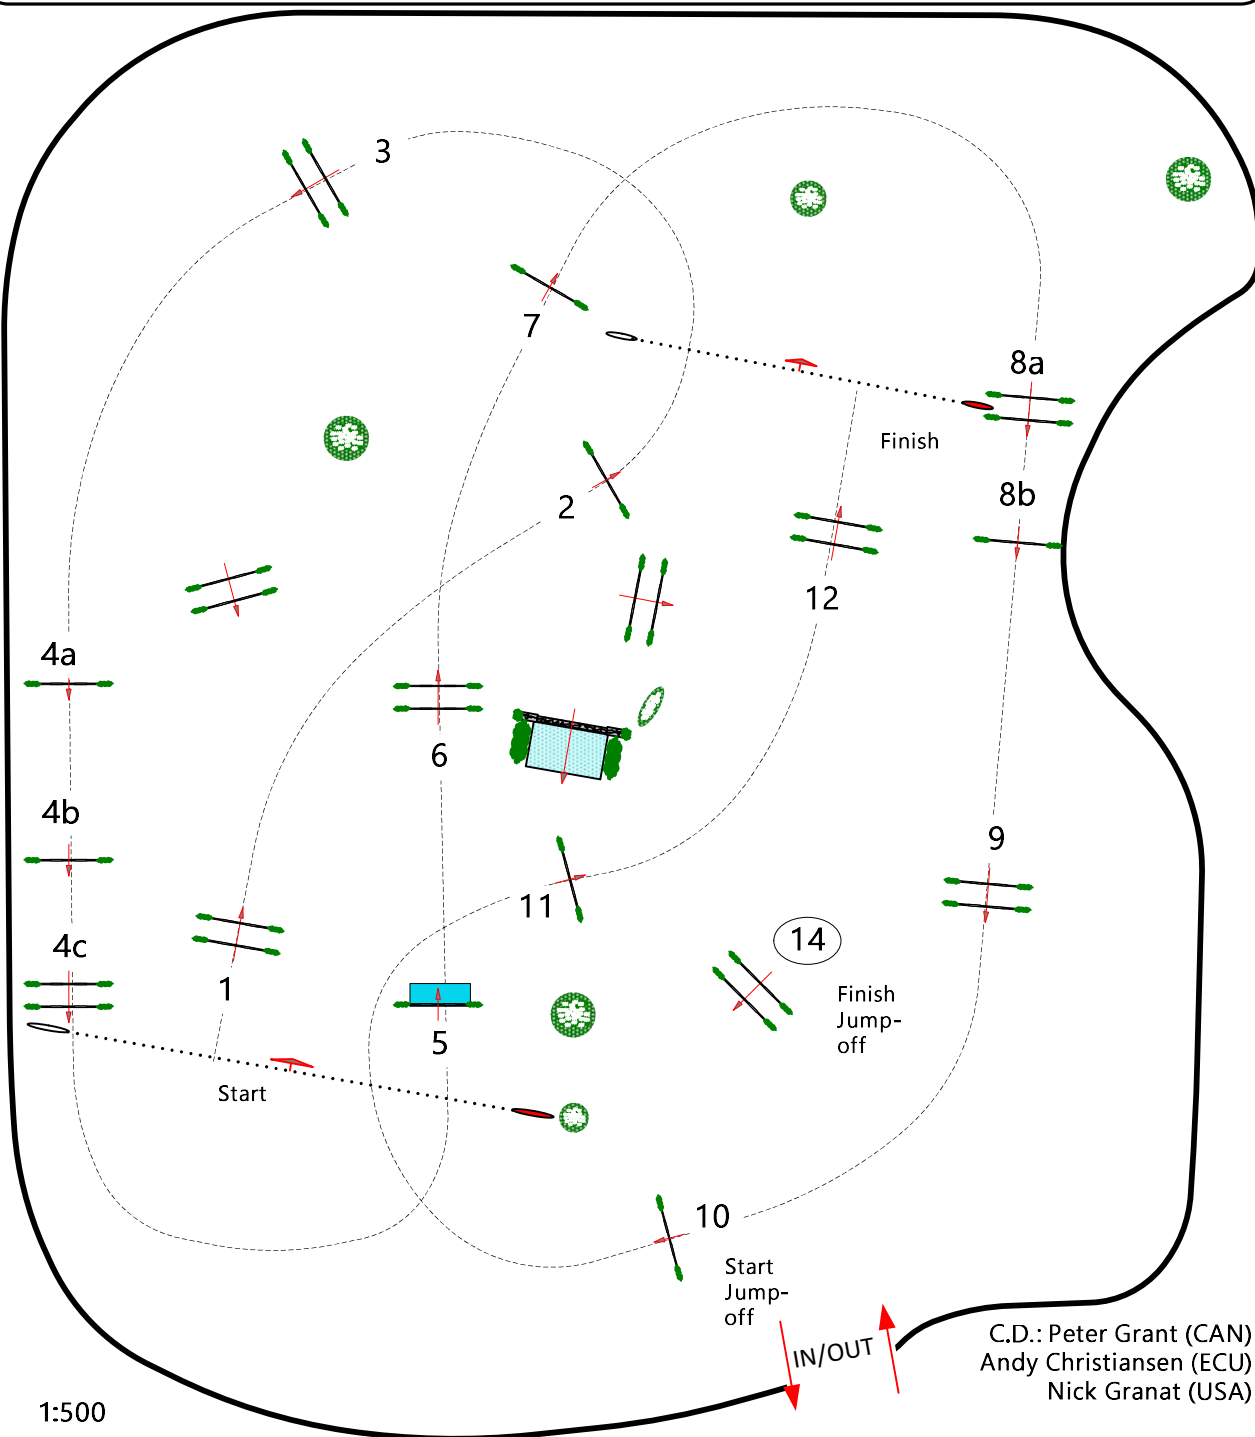 3
7
8a
Finish
8b
2
12
4a
6
4b
9
11
4c
14
1
Finish
Jump-
off
5
Start
10
Start
Jump-
off
IN/OUT
C.D.: Peter Grant (CAN)
Andy Christiansen (ECU)
Nick Granat (USA)
1:500